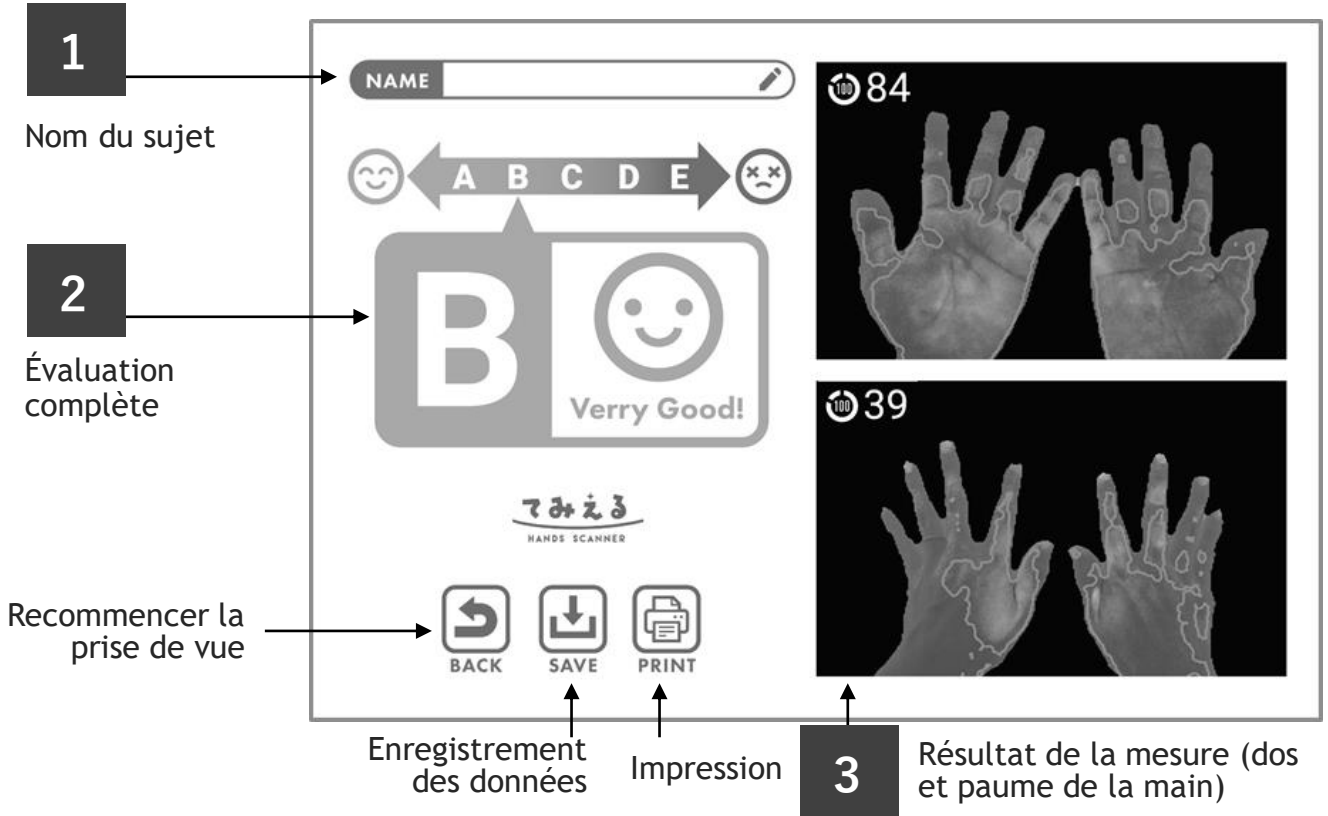 1
Nom du sujet
NAME
A B C D E
2
Évaluation
complète
B
Verry Good!
てみえる
HANDS SCANNER
Recommencer la
prise de vue
BACK
SAVE
PRINT
Enregistrement
des données
Impression
100 84
100 39
3
Résultat de la mesure (dos
et paume de la main)